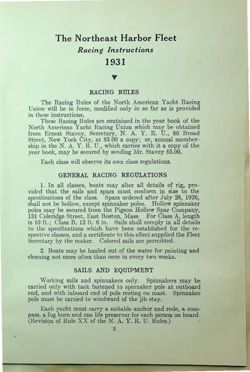 The Northeast Harbor Fleet
Racing Instructions
1931
RACING RULES
The Racing Rules of the North American Yacht Racing
Union will be in force, modified only in so far as is provided
in these instructions.
These Racing Rules are contained in the year book of the
North American Yacht Racing Union which may be obtained
from Ernest Stavey, Secretary, N. A. Y. R. U., 80 Broad
Street, New York City, at $3.00 a copy; or, annual member-
ship in the N. A. Y. R. U., which carries with it a copy of the
year book, may be secured by sending Mr. Stavey $5.00.
Each class will observe its own class regulations.
GENERAL RACING REGULATIONS
1. In all classes, boats may alter all details of rig, pro-
vided that the sails and spars must conform in size to the
specifications of the class. Spars ordered after July 28, 1926,
shall not be hollow, except spinnaker poles. Hollow spinnaker
poles may be secured from the Pigeon Hollow Spar Company,
131 Coleridge Street, East Boston, Mass. For Class A, length
is 10 ft.; Class B, 12 ft. 6 in. Sails shall comply in all details
to the specifications which have been established for the re-
spective classes, and a certificate to this effect supplied the Fleet
Secretary by the maker. Colored sails are permitted.
2. Boats may be hauled out of the water for painting and
cleaning not more often than once in every two weeks.
SAILS AND EQUIPMENT
Working sails and spinnakers only. Spinnakers may be
carried only with tack fastened to spinnaker pole at outboard
end, and with inboard end of pole resting on mast. Spinnaker
pole must be carried to windward of the jib stay.
Each yacht must carry a suitable anchor and rode, a com-
pass, a fog horn and one life preserver for each person on board
(Revision of Rule XX of the N. A. Y. R. U. Rules.)